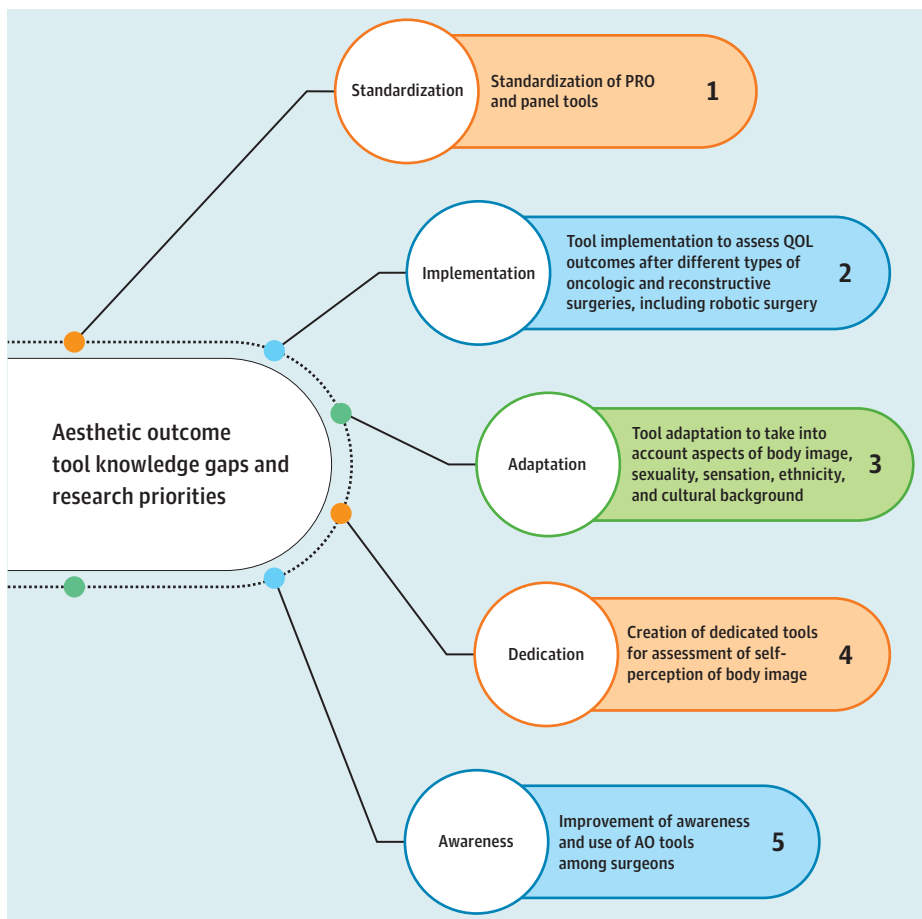 Aesthetic outcome
tool knowledge gaps and
research priorities
Standardization
Standardization of PRO
and panel tools
1
Implementation
Tool implementation to assess QOL
outcomes after different types of
oncologic and reconstructive
surgeries, including robotic surgery
2
Adaptation
Tool adaptation to take into
account aspects of body image,
sexuality, sensation, ethnicity,
and cultural background
3
Dedication
Creation of dedicated tools
for assessment of self-
perception of body image
4
Awareness
Improvement of awareness
and use of AO tools
among surgeons
5